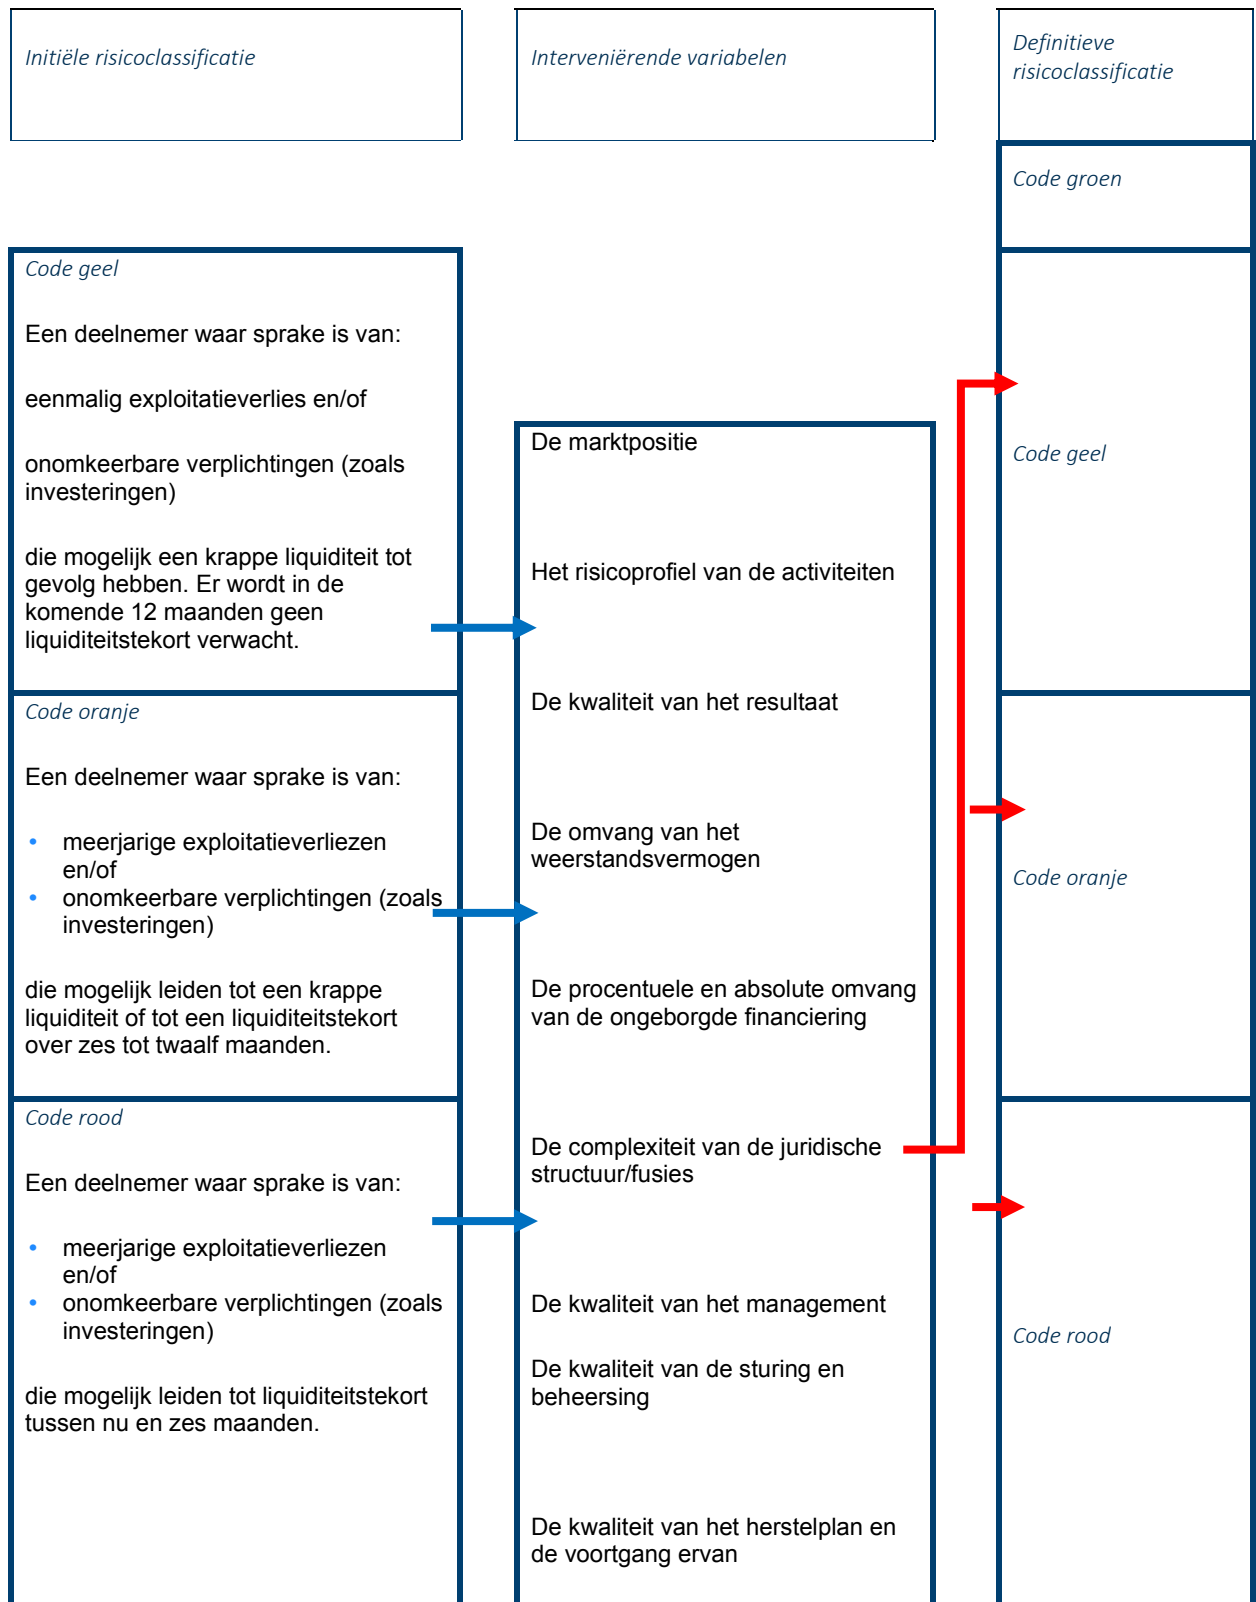 Initiële risicoclassificatie
Interveniërende variabelen
Definitieve
risicoclassificatie
Code groen
Code geel
Een deelnemer waar sprake is van:
eenmalig exploitatieverlies en/of
onomkeerbare verplichtingen (zoals
investeringen)
die mogelijk een krappe liquiditeit tot
gevolg hebben. Er wordt in de
komende 12 maanden geen
liquiditeitstekort verwacht.
Code oranje
Een deelnemer waar sprake is van:
• meerjarige exploitatieverliezen
en/of
• onomkeerbare verplichtingen (zoals
investeringen)
die mogelijk leiden tot een krappe
liquiditeit of tot een liquiditeitstekort
over zes tot twaalf maanden.
Code rood
Een deelnemer waar sprake is van:
• meerjarige exploitatieverliezen
en/of
• onomkeerbare verplichtingen (zoals
investeringen)
die mogelijk leiden tot liquiditeitstekort
tussen nu en zes maanden.
De marktpositie
Het risicoprofiel van de activiteiten
De kwaliteit van het resultaat
De omvang van het
weerstandsvermogen
De procentuele en absolute omvang
van de ongeborgde financiering
De complexiteit van de juridische
structuur/fusies
De kwaliteit van het management
De kwaliteit van de sturing en
beheersing
De kwaliteit van het herstelplan en
de voortgang ervan
Code geel
Code oranje
Code rood